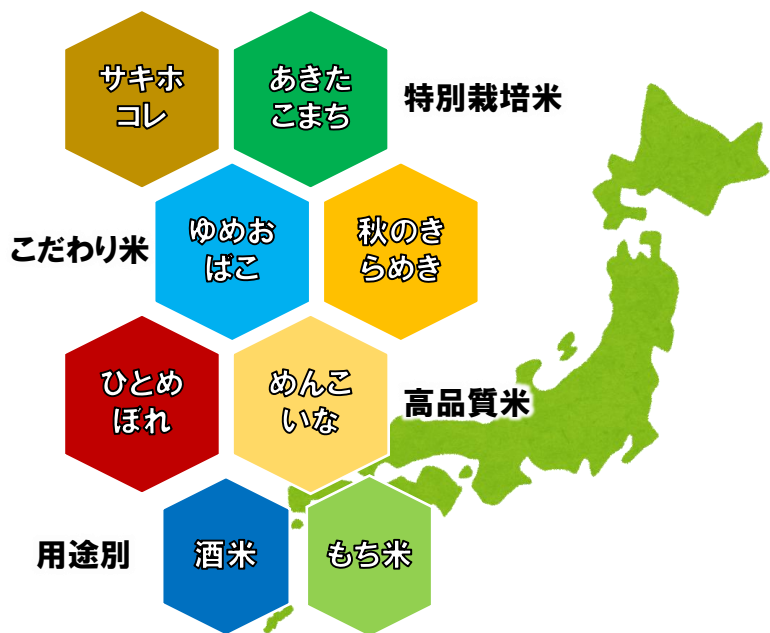 サキホ
コレ
あきた
こまち
特別栽培米
こだわり米
ゆめお
ばこ
秋のき
らめき
ひとめ
ぼれ
めんこ
いな
高品質米
用途別
酒米
もち米